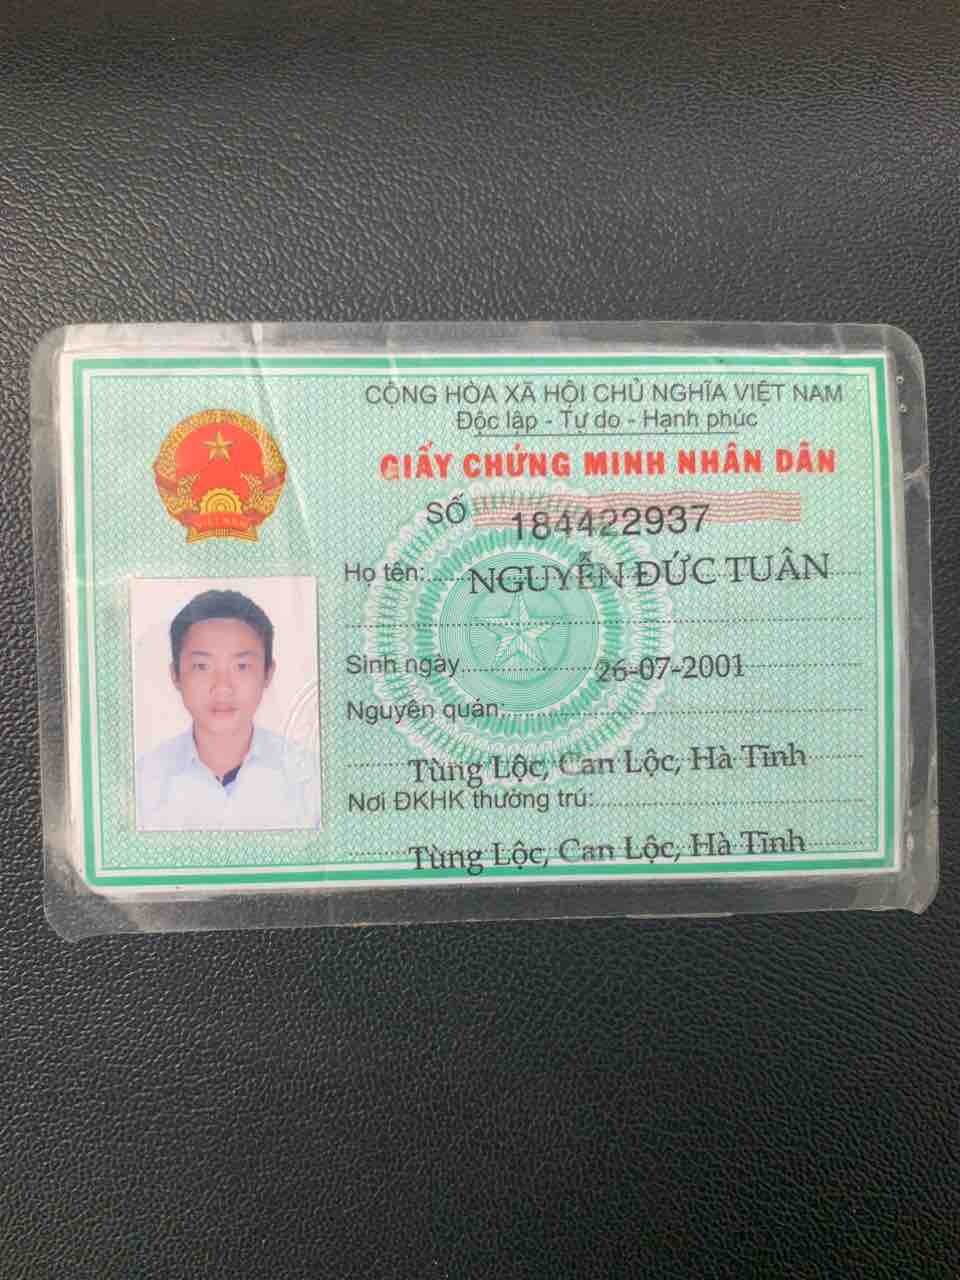 CỘNG HÒA XÃ HỘI CHỦ NGHĨA VIỆT NAM
Độc lập - Tự do - Hạnh phúc
GIẤY CHỨNG MINH NHÂN DÂN
SỐ 184422937
Họ tên: NGUYỄN ĐỨC TUÂN
Sinh ngày 26-07-2001
Nguyên quán:
Tùng Lộc, Can Lộc, Hà Tĩnh
Nơi ĐKHK thường trú:
Tùng Lộc, Can Lộc, Hà Tĩnh
VIỆT NAM